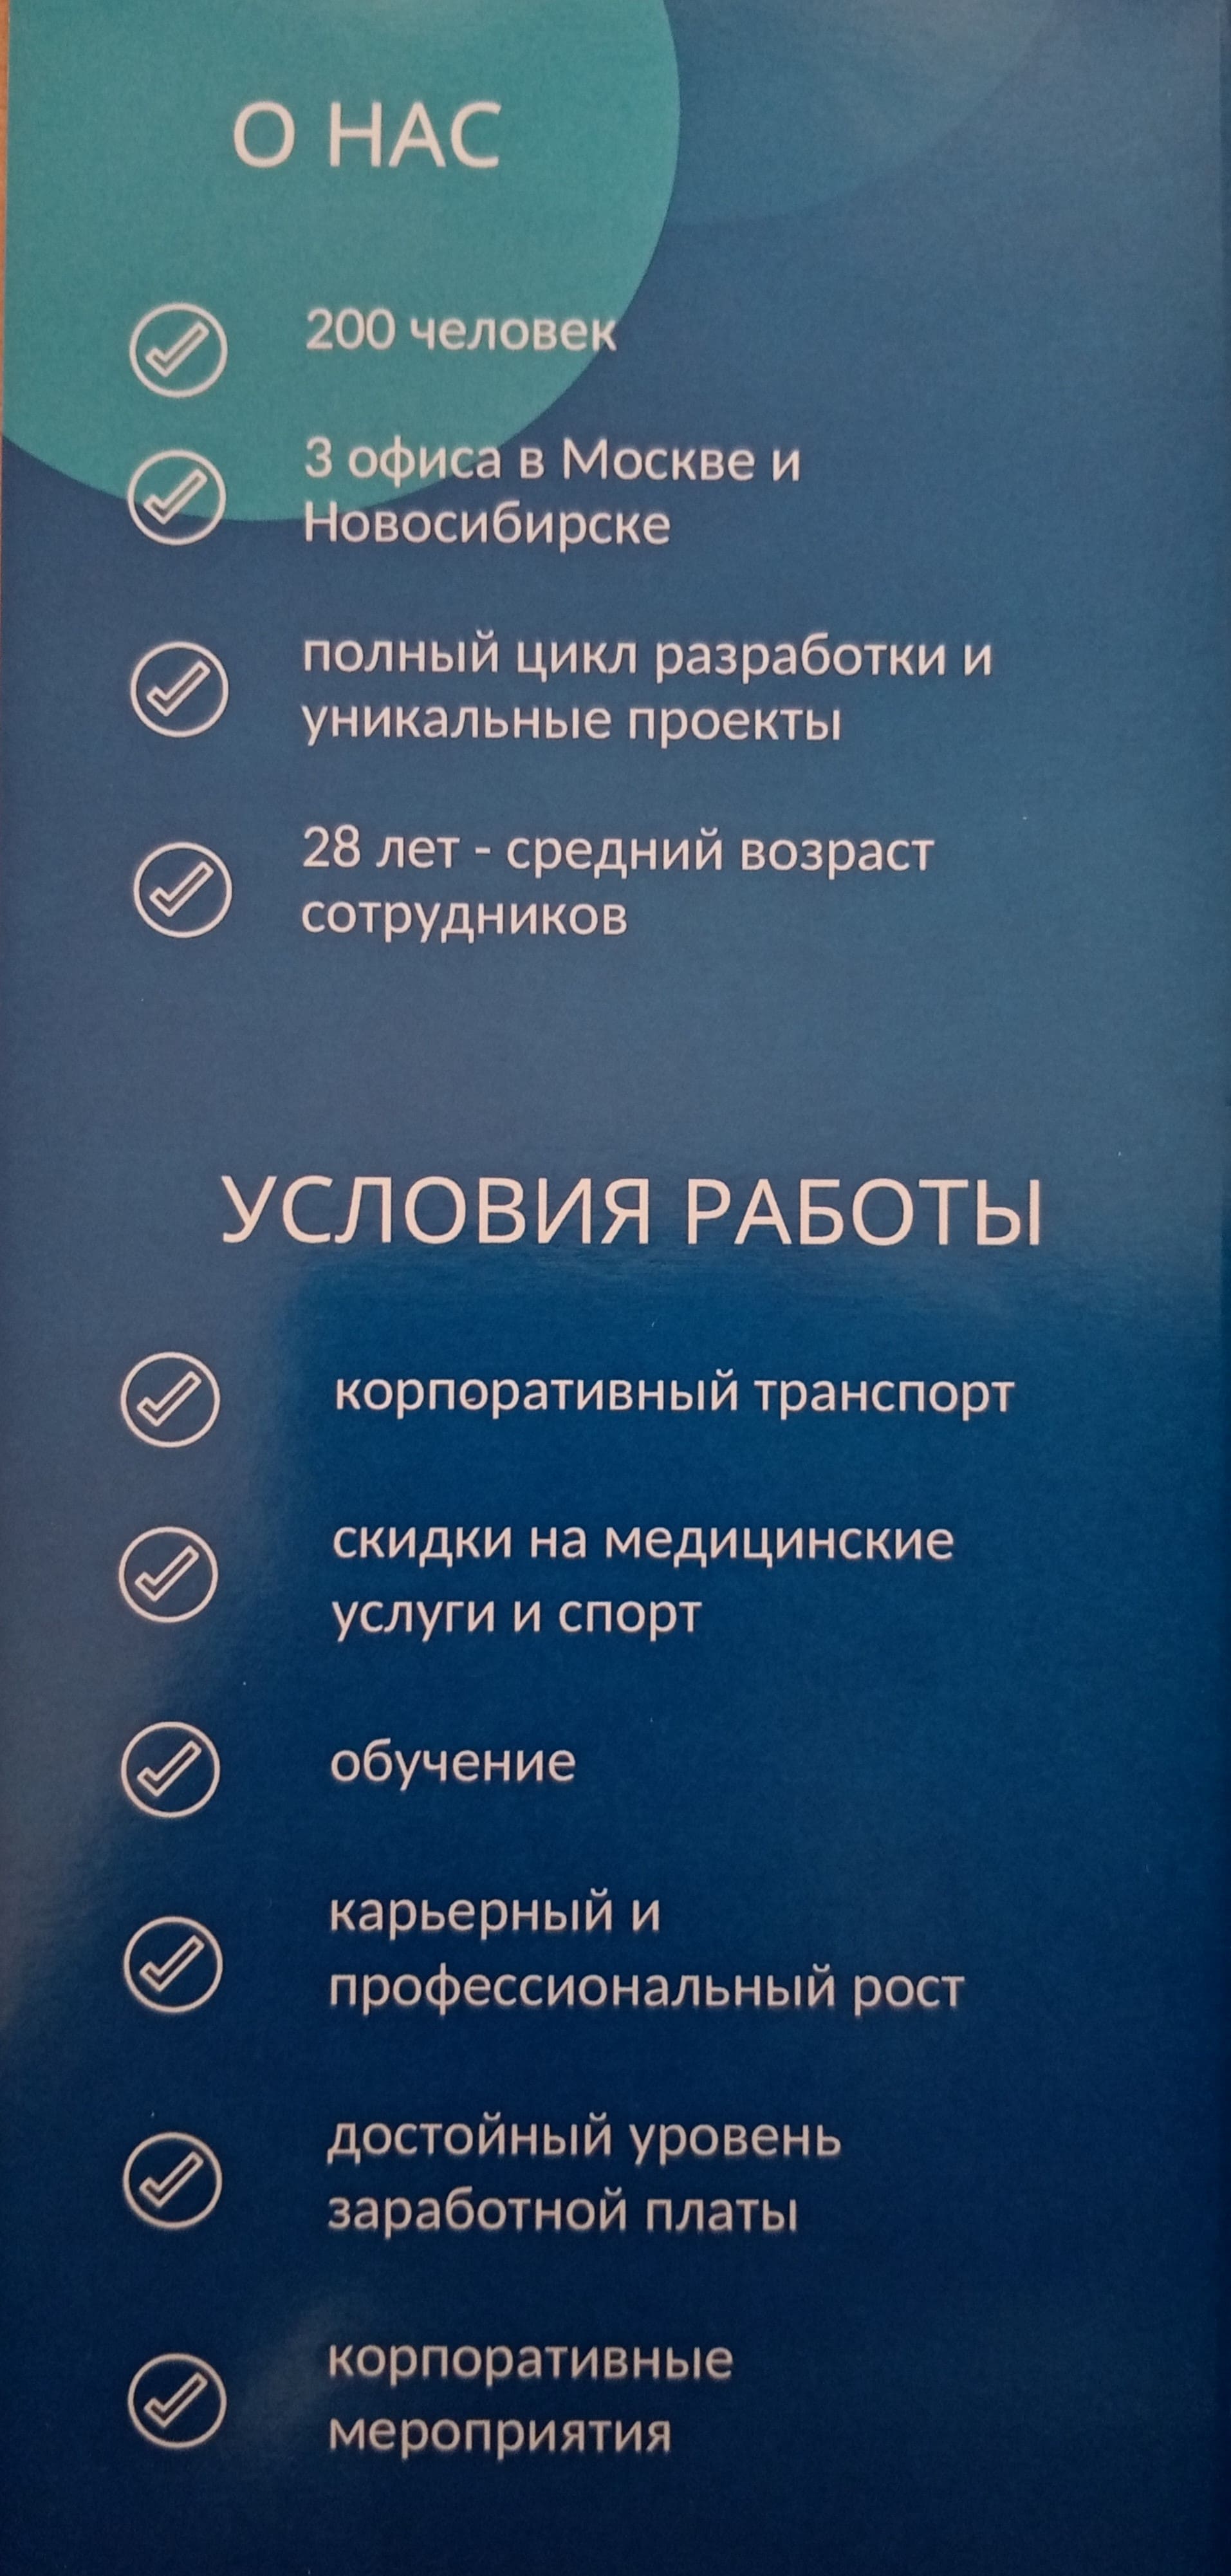 О НАС
200 человек
3 офиса в Москве и
Новосибирске
полный цикл разработки и
уникальные проекты
28 лет - средний возраст
сотрудников
УСЛОВИЯ РАБОТЫ
корпоративный транспорт
скидки на медицинские
услуги и спорт
обучение
карьерный и
профессиональный рост
достойный уровень
заработной платы
корпоративные
мероприятия